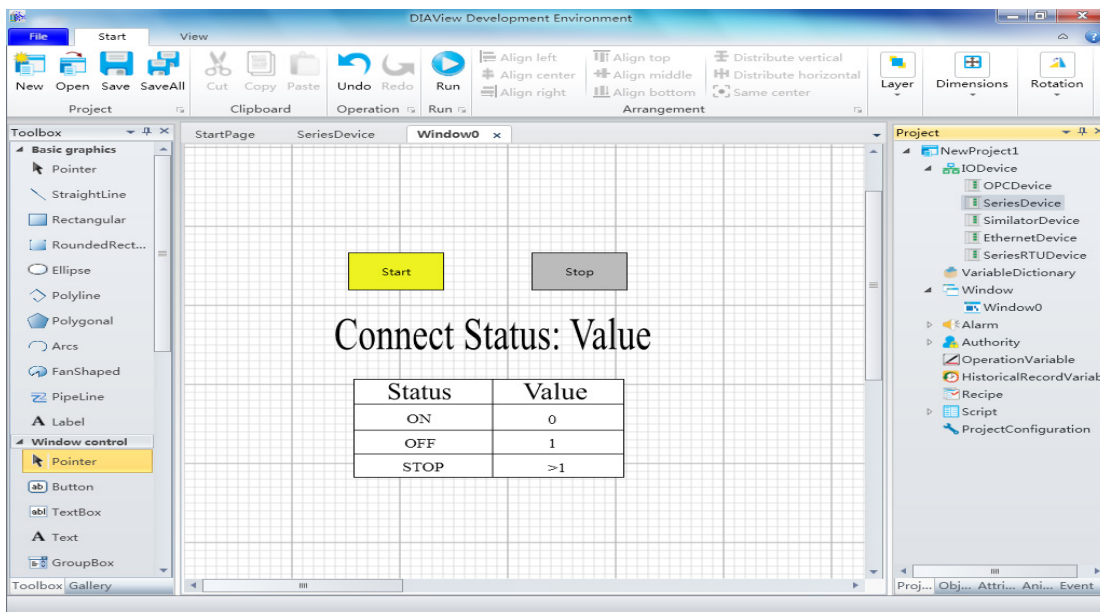 DIAView Development Environment
File Start View
New Open Save SaveAll
Project
Cut Copy Paste
Clipboard
Undo Redo
Operation
Run
Run
Align left
Align center
Align right
Align top
Align middle
Align bottom
Distribute vertical
Distribute horizontal
Same center
Arrangement
Layer
Dimensions
Rotation
Toolbox
Basic graphics
Pointer
StraightLine
Rectangular
RoundedRect...
Ellipse
Polyline
Polygonal
Arcs
FanShaped
PipeLine
A Label
Window control
Pointer
ab Button
abl TextBox
A Text
GroupBox
Toolbox Gallery
StartPage SeriesDevice Window0 x
Start Stop
Connect Status: Value
Status Value
ON 0
OFF 1
STOP >1
Project
NewProject1
IODevice
OPCDevice
SeriesDevice
SimilatorDevice
EthernetDevice
SeriesRTUDevice
VariableDictionary
Window
Window0
Alarm
Authority
OperationVariable
HistoricalRecordVariab
Recipe
Script
ProjectConfiguration
Proj... Obj... Attri... Ani... Event